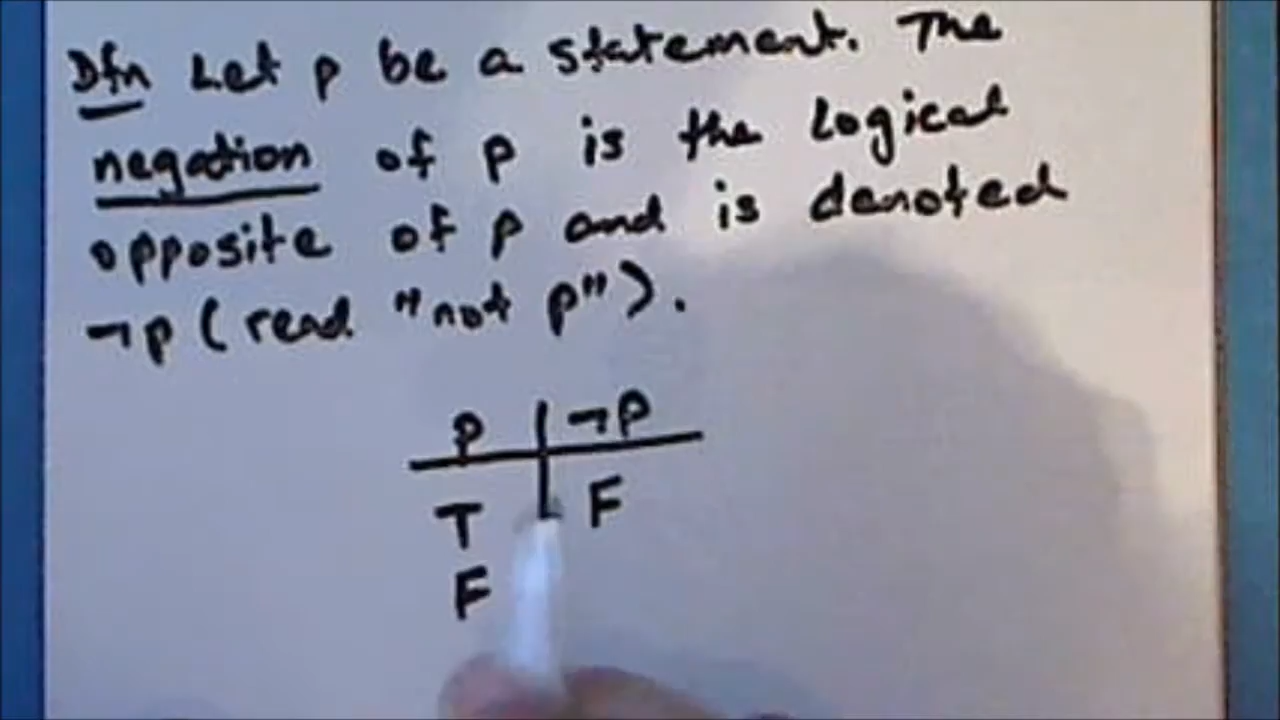 Dfn Let p be a statement. The
negation of p is the logical
opposite of p and is denoted
¬p (read "not p").
p ¬p
T F
F